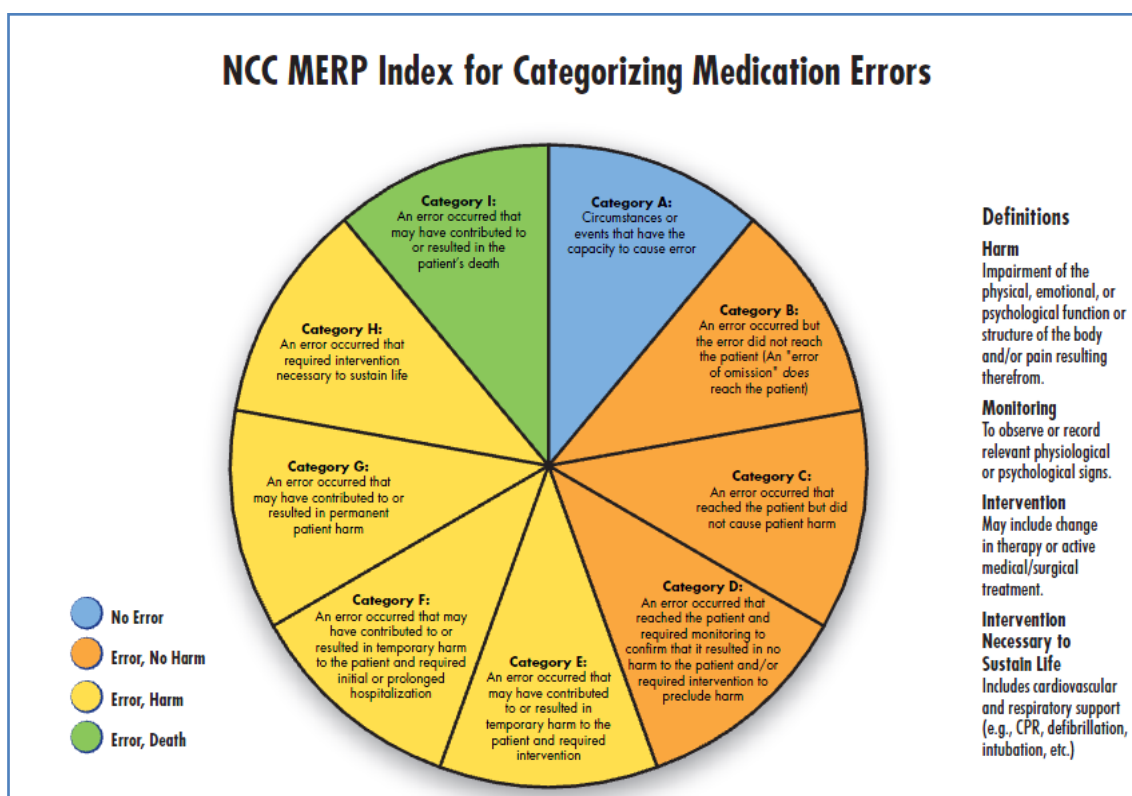 NCC MERP Index for Categorizing Medication Errors
Category I:
An error occurred that
may have contributed to
or resulted in the
patient's death
Category A:
Circumstances or
events that have the
capacity to cause error
Category B:
An error occurred but
the error did not reach
the patient (An "error
of omission" does
reach the patient)
Category H:
An error occurred that
required intervention
necessary to sustain life
Category C:
An error occurred that
reached the patient but did
not cause patient harm
Category G:
An error occurred that
may have contributed to or
resulted in permanent
patient harm
Category D:
An error occurred that
reached the patient and
required monitoring to
confirm that it resulted in no
harm to the patient and/or
required intervention to
preclude harm
Category F:
An error occurred that may
have contributed to or
resulted in temporary harm
to the patient and required
initial or prolonged
hospitalization
Category E:
An error occurred that
may have contributed
to or resulted in
temporary harm to the
patient and required
intervention
No Error
Error, No Harm
Error, Harm
Error, Death
Definitions
Harm
Impairment of the
physical, emotional, or
psychological function or
structure of the body
and/or pain resulting
therefrom.
Monitoring
To observe or record
relevant physiological
or psychological signs.
Intervention
May include change
in therapy or active
medical/surgical
treatment.
Intervention
Necessary to
Sustain Life
Includes cardiovascular
and respiratory support
(e.g., CPR, defibrillation,
intubation, etc.)